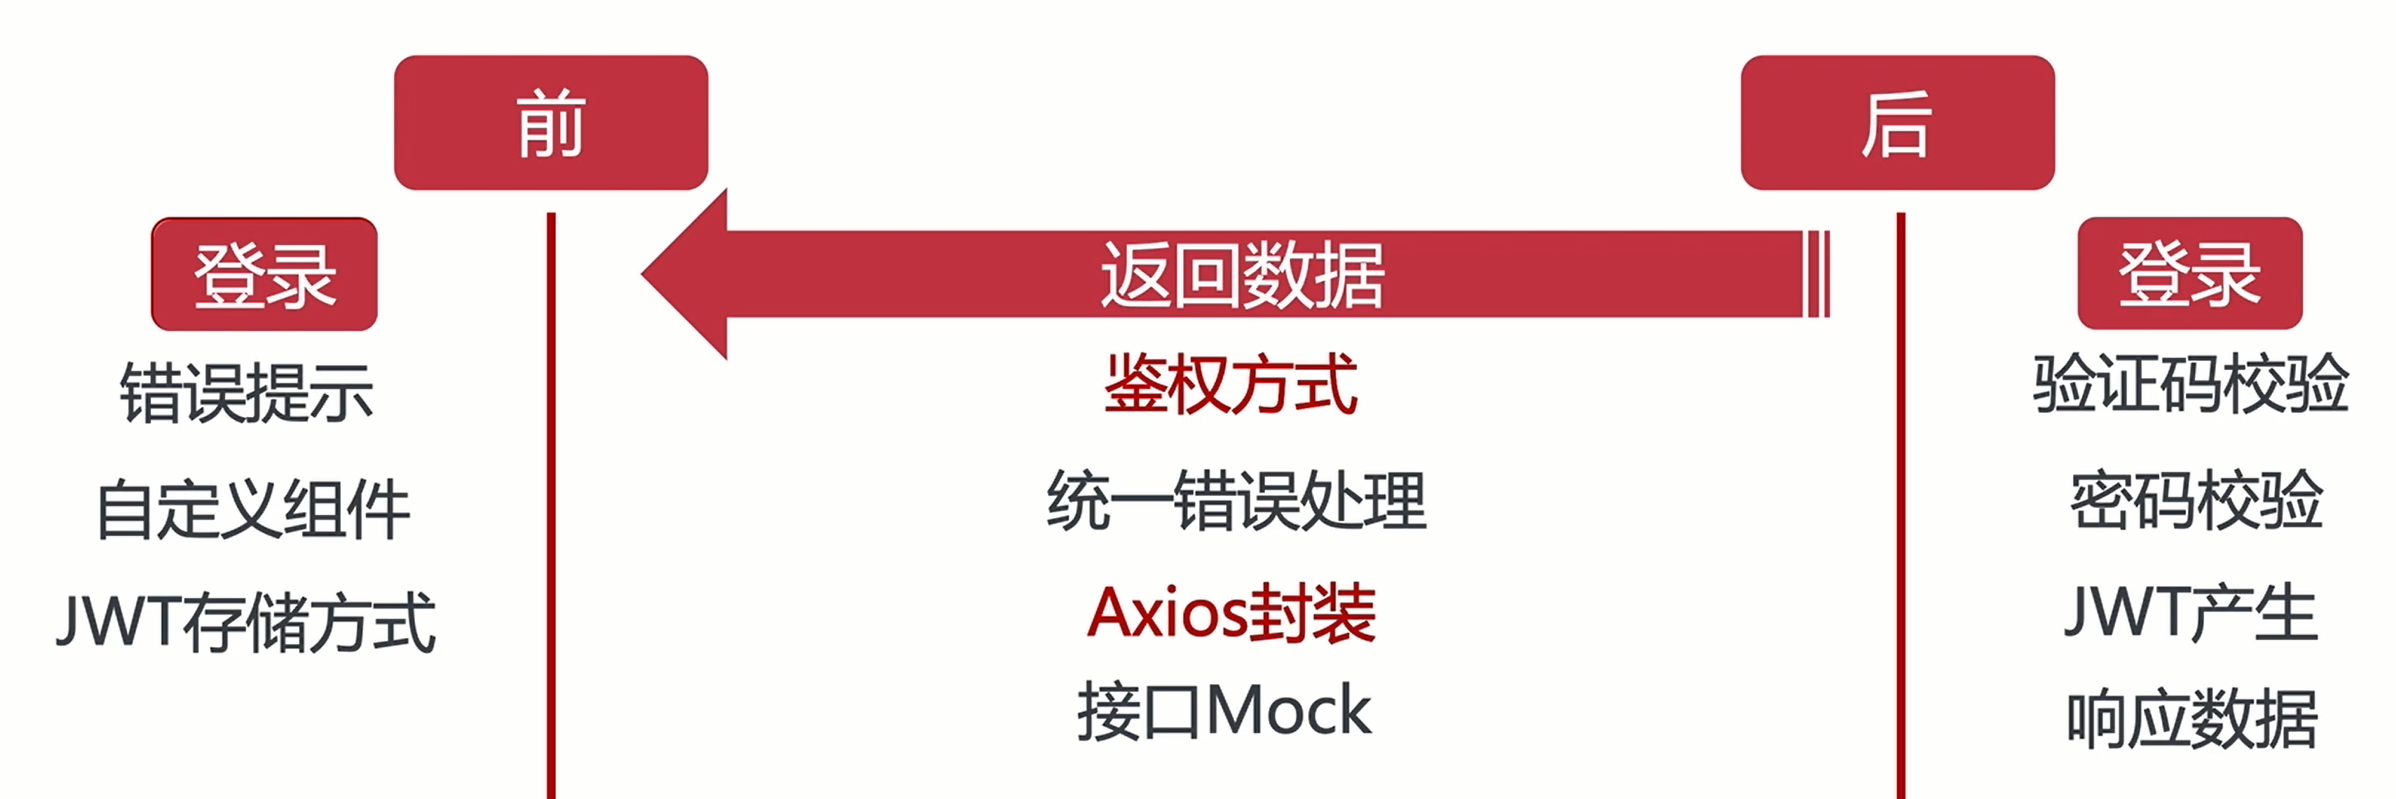 前
后
登录
返回数据
登录
错误提示
鉴权方式
验证码校验
自定义组件
统一错误处理
密码校验
JWT存储方式
Axios封装
JWT产生
接口Mock
响应数据